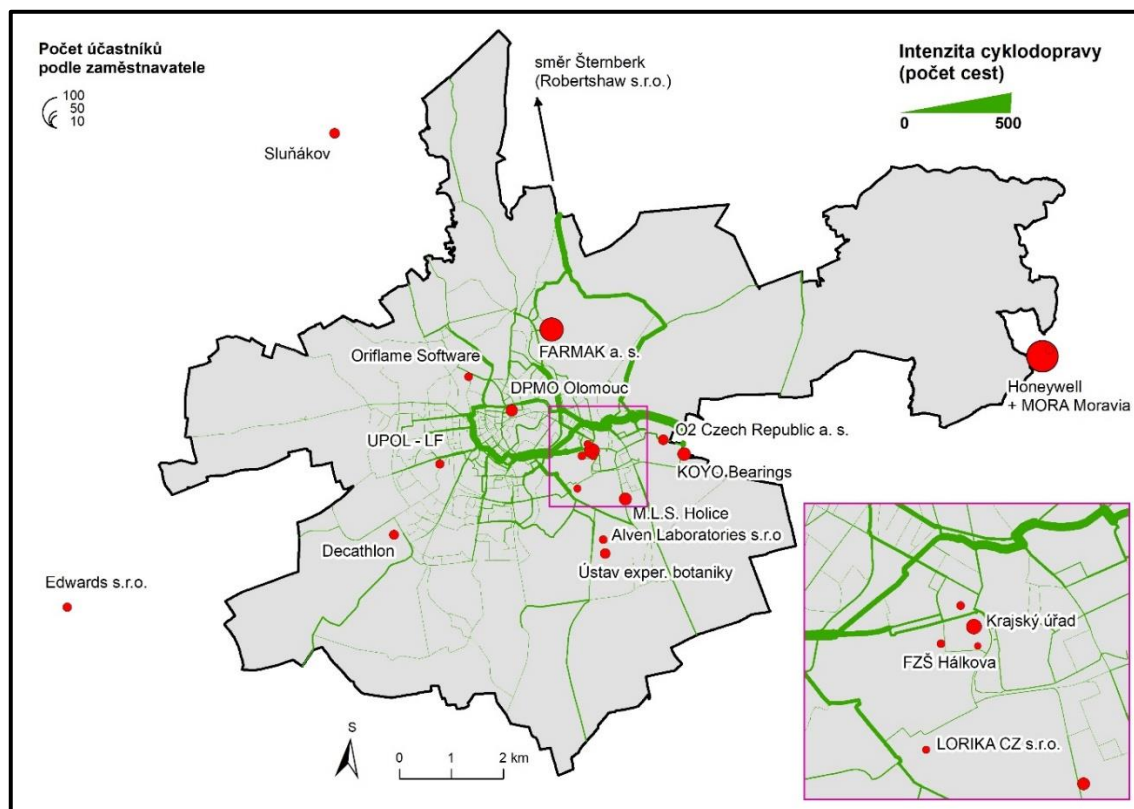 Počet účastníků
podle zaměstnavatele
100
50
10
směr Šternberk
(Robertshaw s.r.o.)
Intenzita cyklodopravy
(počet cest)
0
500
Sluňákov
Oriflame Software
FARMAK a. s.
DPMO Olomouc
Honeywell
+ MORA Moravia
UPOL - LF
O2 Czech Republic a. s.
KOYO Bearings
M.L.S. Holice
Decathlon
Alven Laboratories s.r.o
Ústav exper. botaniky
Edwards s.r.o.
Krajský úřad
FZŠ Hálkova
LORIKA CZ s.r.o.
S
0 1 2 km